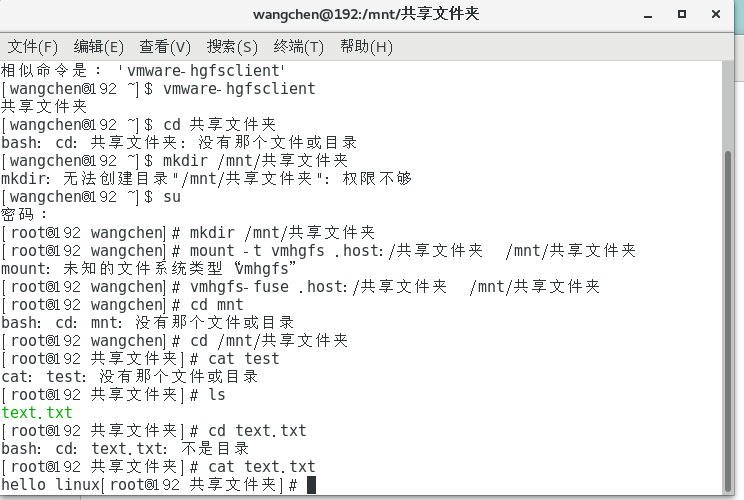 wangchen@192:/mnt/共享文件夹
文件(F) 编辑(E) 查看(V) 搜索(S) 终端(T) 帮助(H)
相似命令是： 'vmware-hgfsclient'
[wangchen@192 ~]$ vmware-hgfsclient
共享文件夹
[wangchen@192 ~]$ cd 共享文件夹
bash: cd: 共享文件夹: 没有那个文件或目录
[wangchen@192 ~]$ mkdir /mnt/共享文件夹
mkdir: 无法创建目录"/mnt/共享文件夹": 权限不够
[wangchen@192 ~]$ su
密码：
[root@192 wangchen]# mkdir /mnt/共享文件夹
[root@192 wangchen]# mount -t vmhgfs .host:/共享文件夹  /mnt/共享文件夹
mount: 未知的文件系统类型“vmhgfs”
[root@192 wangchen]# vmhgfs-fuse .host:/共享文件夹  /mnt/共享文件夹
[root@192 wangchen]# cd mnt
bash: cd: mnt: 没有那个文件或目录
[root@192 wangchen]# cd /mnt/共享文件夹
[root@192 共享文件夹]# cat test
cat: test: 没有那个文件或目录
[root@192 共享文件夹]# ls
text.txt
[root@192 共享文件夹]# cd text.txt
bash: cd: text.txt: 不是目录
[root@192 共享文件夹]# cat text.txt
hello linux[root@192 共享文件夹]#